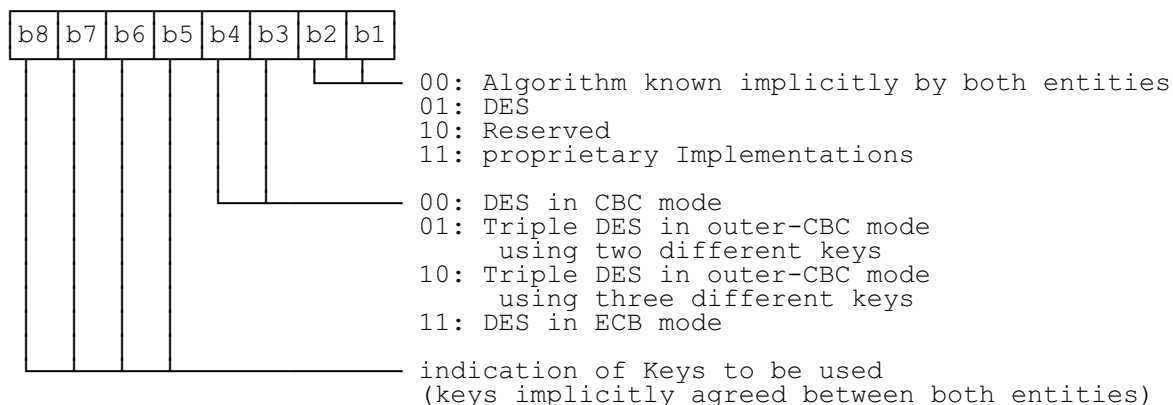 b8 b7 b6 b5 b4 b3 b2 b1
00: Algorithm known implicitly by both entities
01: DES
10: Reserved
11: proprietary Implementations
00: DES in CBC mode
01: Triple DES in outer-CBC mode
using two different keys
10: Triple DES in outer-CBC mode
using three different keys
11: DES in ECB mode
indication of Keys to be used
(keys implicitly agreed between both entities)